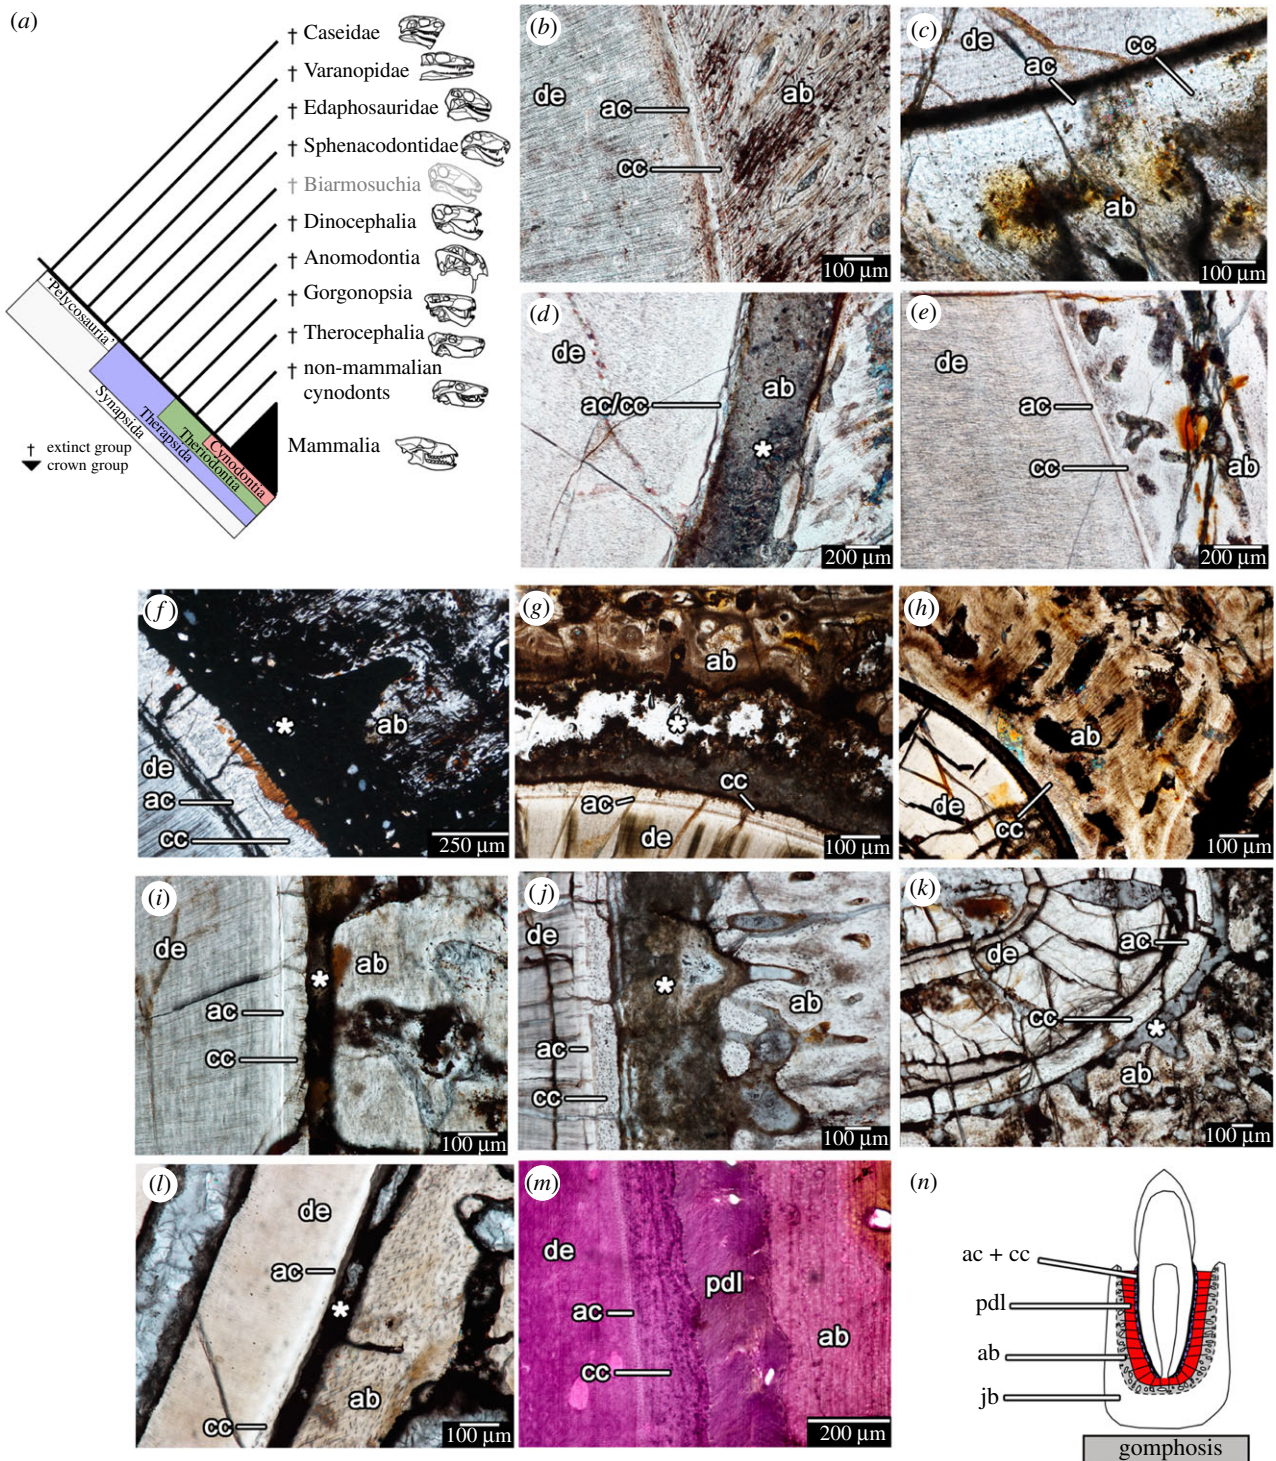 (a)
† Caseidae
† Varanopidae
† Edaphosauridae
† Sphenacodontidae
† Biarmosuchia
† Dinocephalia
† Anomodontia
† Gorgonopsia
† Therocephalia
† non-mammalian
cynodonts
Mammalia
'Pelycosauria'
Synapsida
Therapsida
Theriodontia
Cynodontia
† extinct group
crown group
(b)
de
ac
ab
cc
100 µm
(c)
de
cc
ac
ab
100 µm
(d)
de
ab
ac/cc
*
200 µm
(e)
de
ac
cc
ab
200 µm
(f)
*
ab
de
ac
cc
250 µm
(g)
ab
*
cc
ac
de
100 µm
(h)
ab
de
cc
100 µm
(i)
de
ab
*
ac
cc
100 µm
(j)
de
*
ab
ac
cc
100 µm
(k)
ac
de
cc
*
ab
100 µm
(l)
de
ac
*
ab
cc
100 µm
(m)
de
pdl
ac
ab
cc
200 µm
(n)
ac + cc
pdl
ab
jb
gomphosis